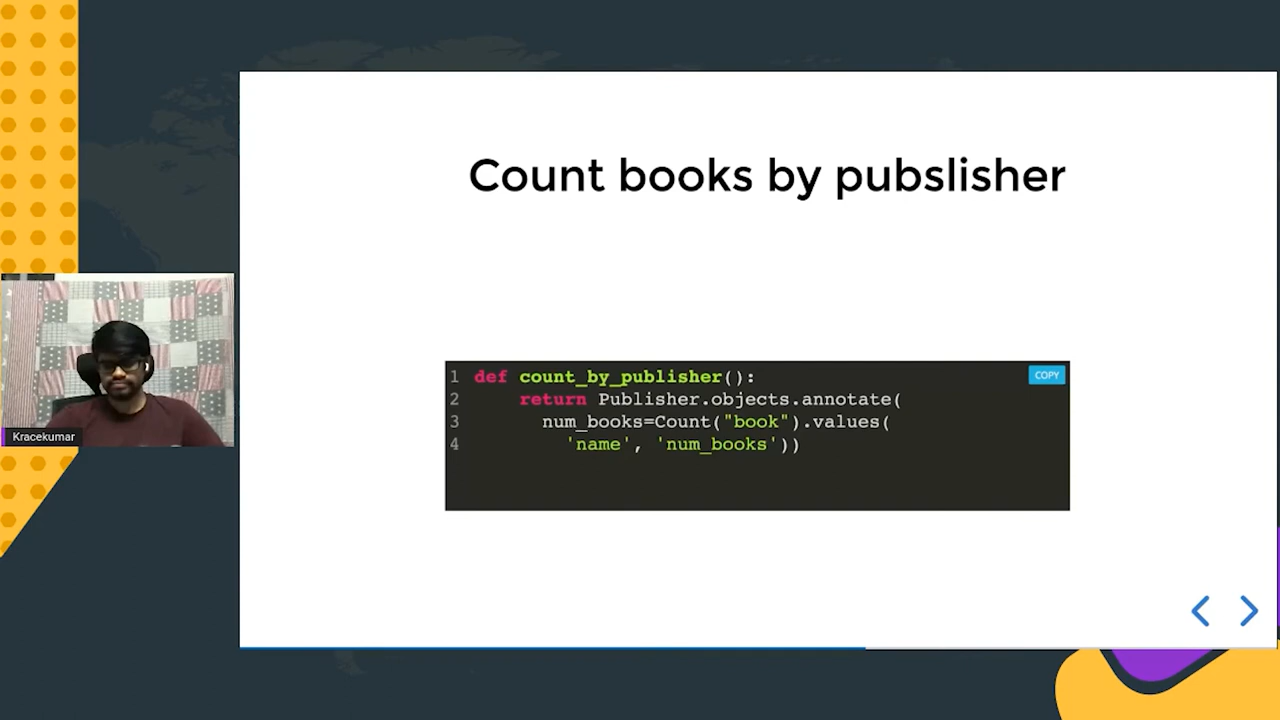 Count books by pubslisher
1 def count_by_publisher():
COPY
2 return Publisher.objects.annotate(
3 num_books=Count("book").values(
4 'name', 'num_books'))
Kracekumar